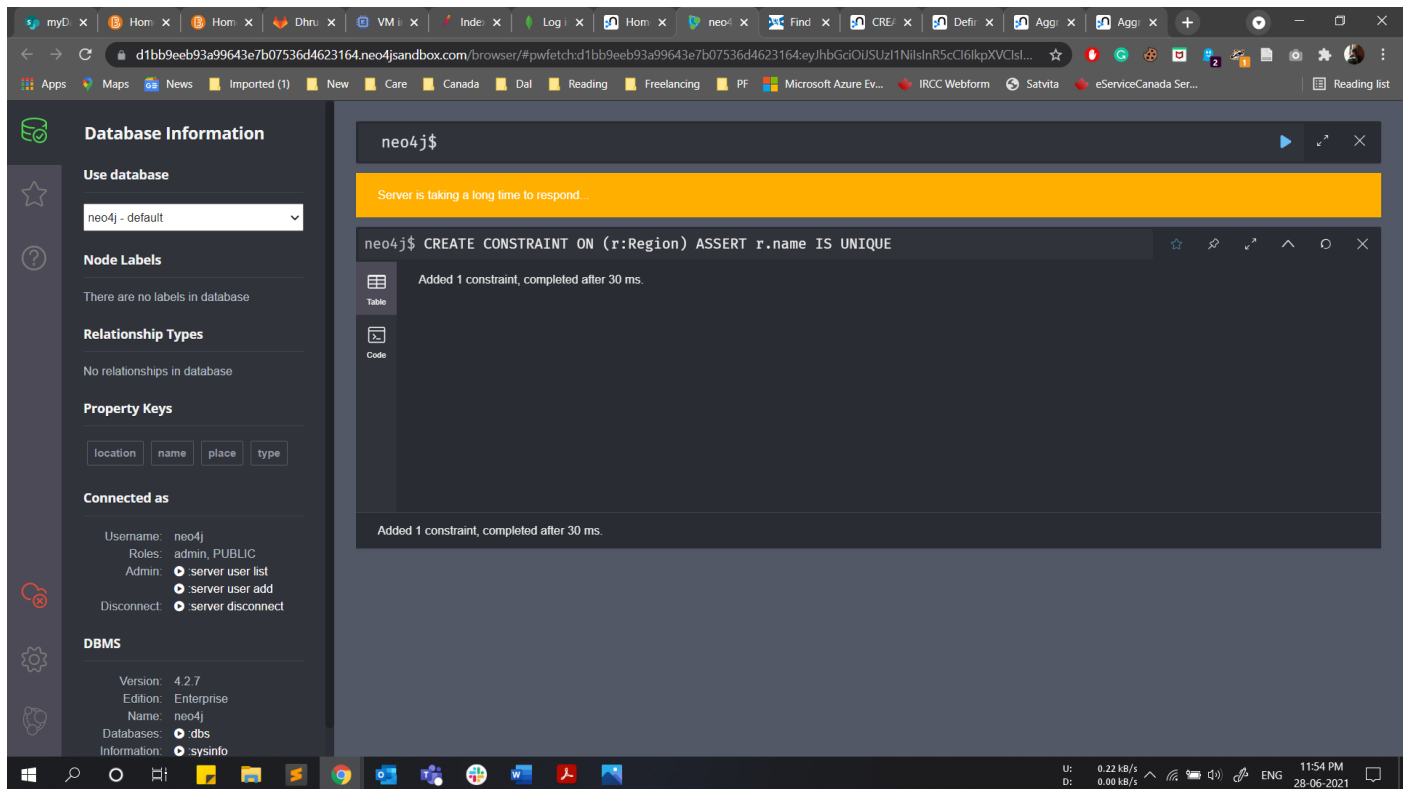 myD
Hom
Hom
Dhru
VM i
Inde
Log i
Hom
neo4
Find
CREA
Defir
Aggr
Aggr
d1bb9eeb93a99643e7b07536d4623164.neo4jsandbox.com/browser/#pwfetch:d1bb9eeb93a99643e7b07536d4623164:eyJhbGciOiJSUzI1NiIsInR5cCI6IkpXVCIsI...
Apps
Maps
GE News
Imported (1)
New
Care
Canada
Dal
Reading
Freelancing
PF
Microsoft Azure Ev...
IRCC Webform
Satvita
eServiceCanada Ser...
Reading list
Database Information
Use database
neo4j - default
Node Labels
There are no labels in database
Relationship Types
No relationships in database
Property Keys
location name place type
Connected as
Username: neo4j
Roles: admin, PUBLIC
Admin: :server user list
:server user add
Disconnect: :server disconnect
DBMS
Version: 4.2.7
Edition: Enterprise
Name: neo4j
Databases: :dbs
Information: :sysinfo
neo4j$
Server is taking a long time to respond...
neo4j$ CREATE CONSTRAINT ON (r:Region) ASSERT r.name IS UNIQUE
Table
Added 1 constraint, completed after 30 ms.
Code
Added 1 constraint, completed after 30 ms.
U: 0.22 kB/s
D: 0.00 kB/s
ENG
11:54 PM
28-06-2021